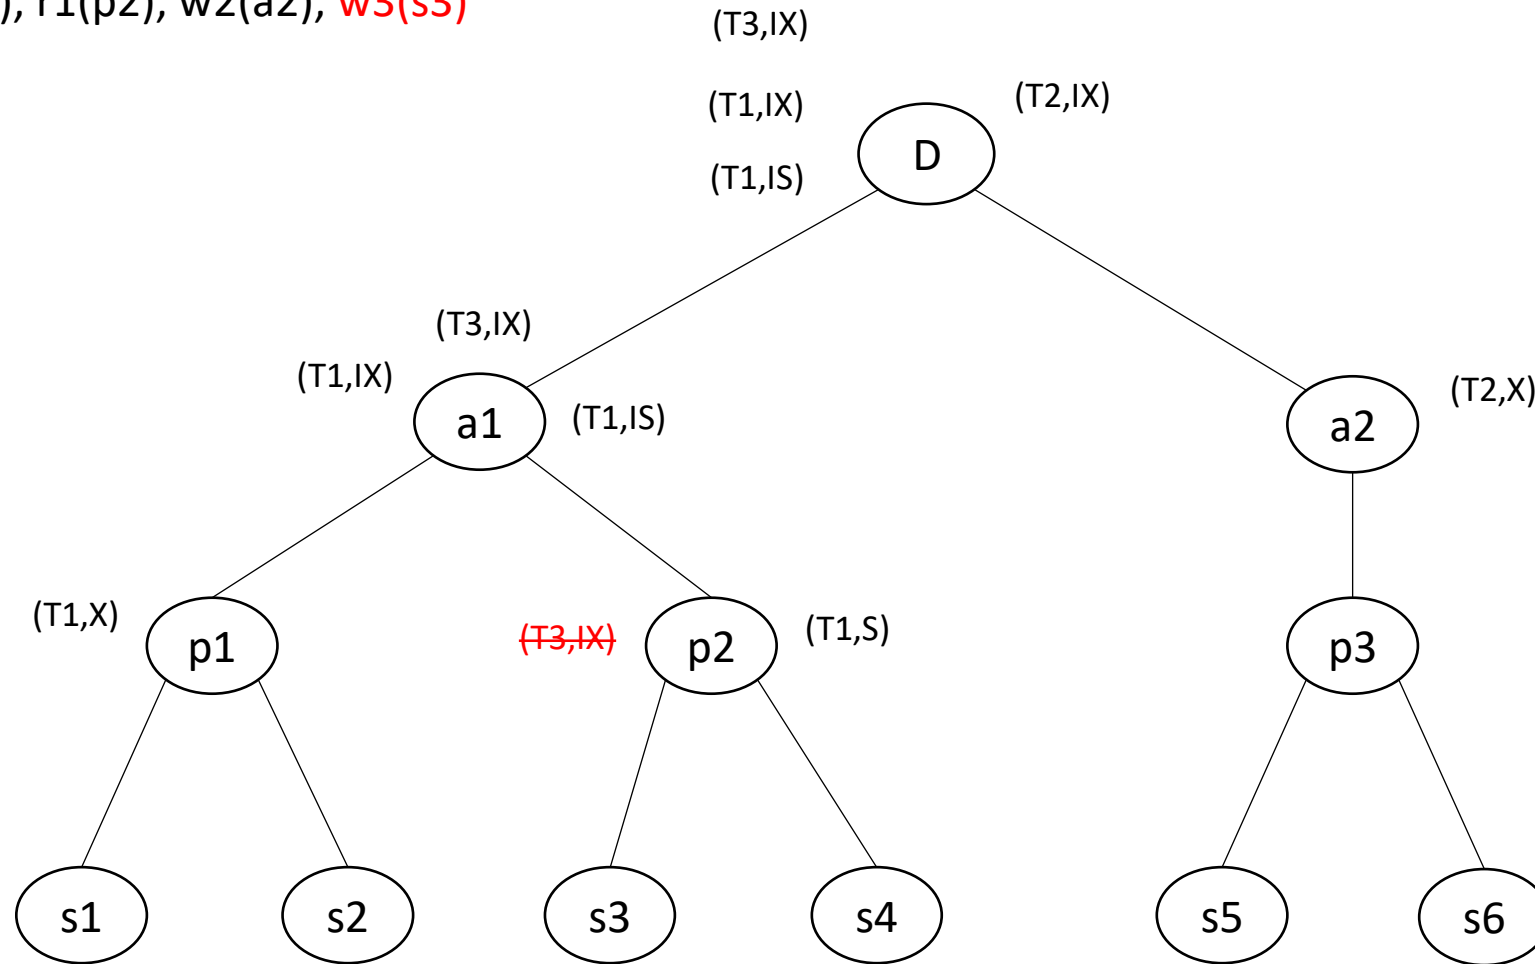 ), r1(p2), w2(a2), w3(s3)
(T3,IX)
(T1,IX)
(T2,IX)
D
(T1,IS)
(T3,IX)
(T1,IX)
a1
(T1,IS)
a2
(T2,X)
(T1,X)
p1
(T3,IX)
p2
(T1,S)
p3
s1
s2
s3
s4
s5
s6